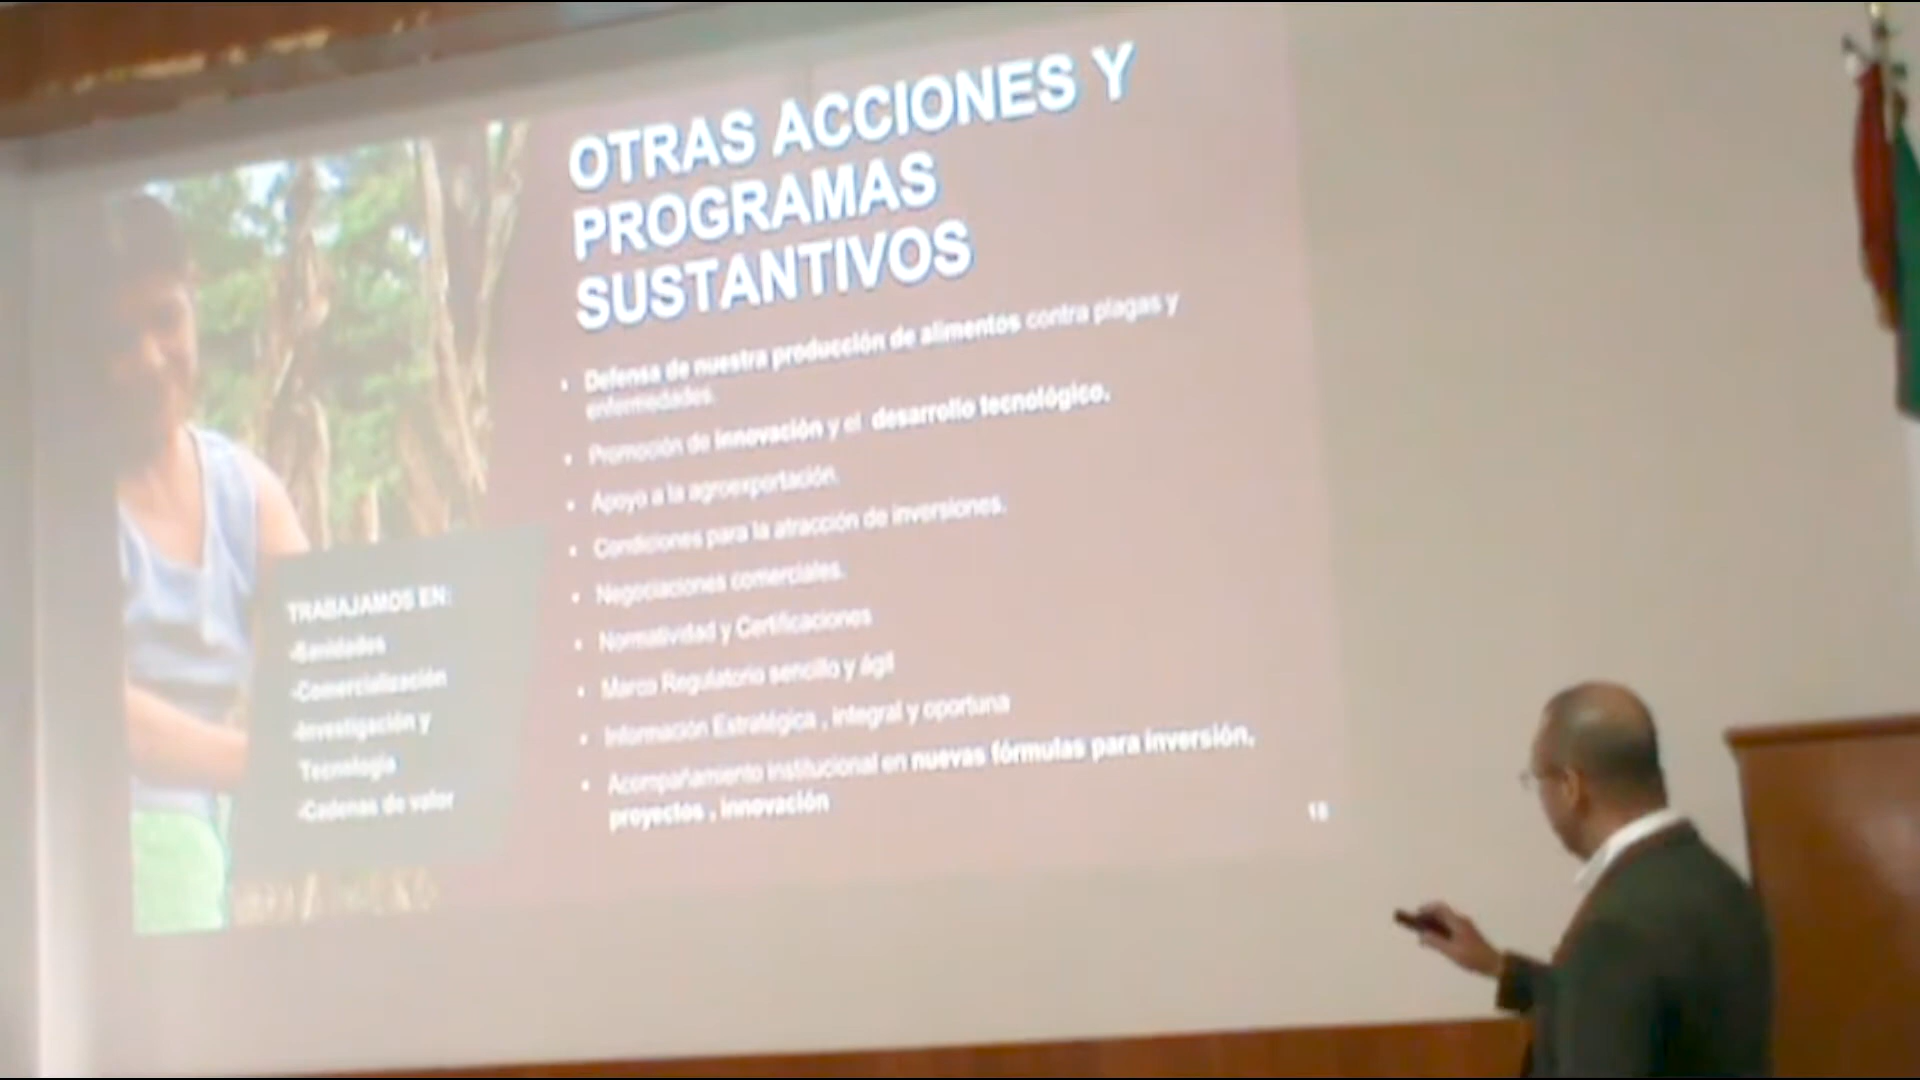 OTRAS ACCIONES Y
PROGRAMAS
SUSTANTIVOS
• Defensa de nuestra producción de alimentos contra plagas y
enfermedades.
• Promoción de innovación y el desarrollo tecnológico.
• Apoyo a la agroexportación.
• Condiciones para la atracción de inversiones.
• Negociaciones comerciales.
• Normatividad y Certificaciones
• Marco Regulatorio sencillo y ágil
• Información Estratégica , integral y oportuna
• Acompañamiento institucional en nuevas fórmulas para inversión,
proyectos , innovación
TRABAJAMOS EN:
-Sanidades
-Comercialización
-Investigación y
Tecnología
-Cadenas de valor